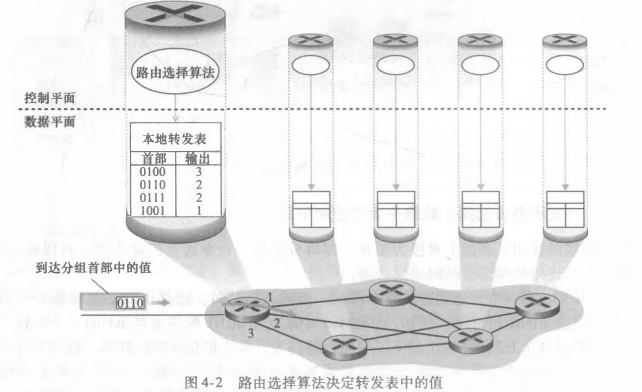 路由选择算法
控制平面
数据平面
本地转发表
首部 输出
0100 3
0110 2
0111 2
1001 1
到达分组首部中的值
0110
1
2
3
图 4-2 路由选择算法决定转发表中的值